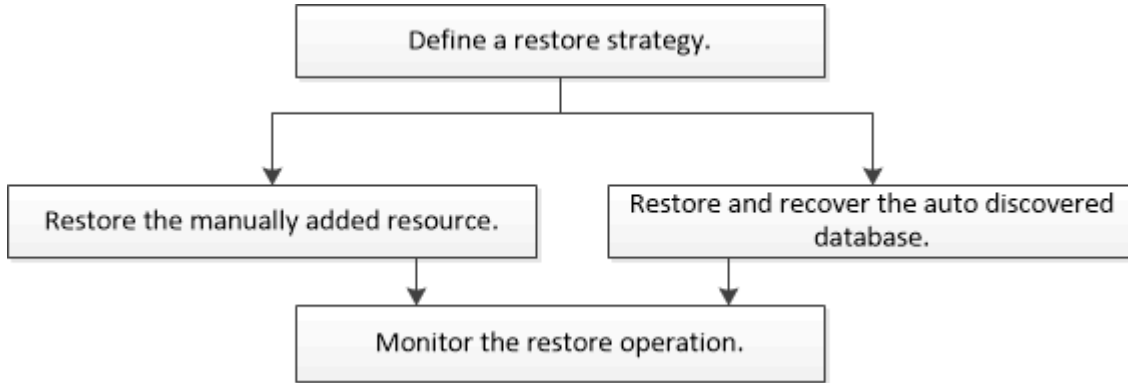 Define a restore strategy.
Restore the manually added resource.
Restore and recover the auto discovered
database.
Monitor the restore operation.